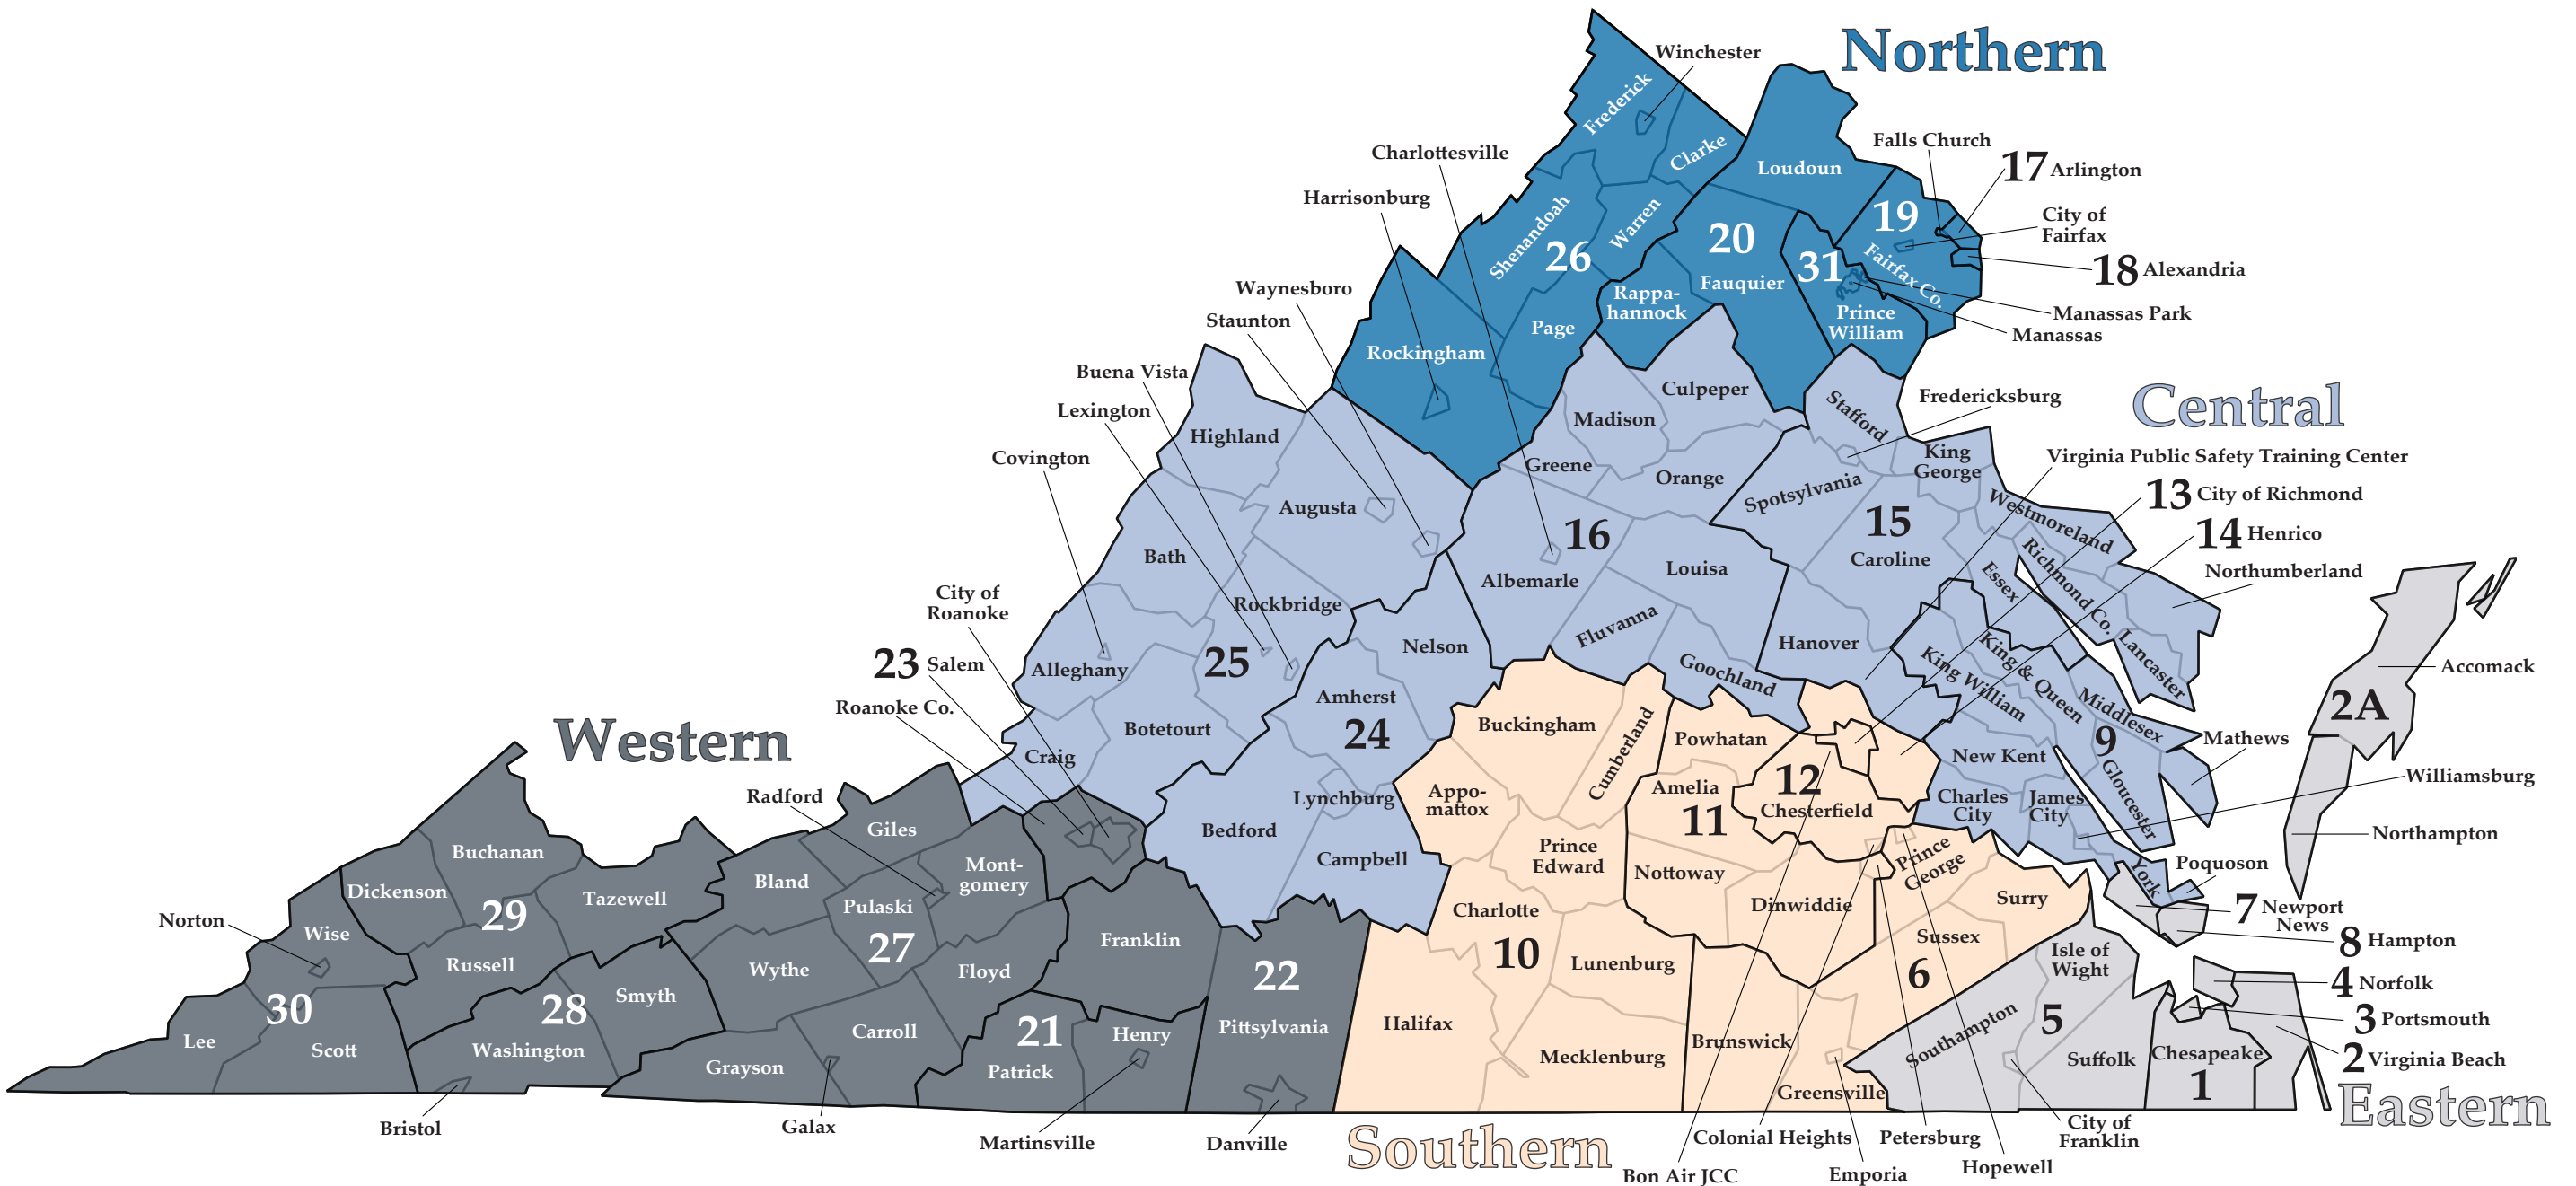 Northern
Winchester
Frederick
Clarke
Loudoun
Falls Church
17 Arlington
19
City of
Fairfax
Fairfax Co.
18 Alexandria
Manassas Park
Manassas
Charlottesville
Harrisonburg
Shenandoah
Warren
26
20
Fauquier
31
Prince
William
Rappa-
hannock
Page
Rockingham
Waynesboro
Staunton
Buena Vista
Lexington
Covington
Central
Fredericksburg
Virginia Public Safety Training Center
13 City of Richmond
14 Henrico
Northumberland
Highland
Augusta
Bath
Rockbridge
Alleghany
25
Botetourt
Craig
Madison
Culpeper
Greene
Orange
Stafford
King
George
Spotsylvania
15
Caroline
Westmoreland
Richmond Co.
Essex
Lancaster
16
Albemarle
Louisa
Fluvanna
Goochland
Hanover
Nelson
Amherst
24
Lynchburg
Bedford
Campbell
King William
King & Queen
Middlesex
9
Mathews
Gloucester
New Kent
Charles
City
James
City
Williamsburg
York
Poquoson
City of
Roanoke
23 Salem
Roanoke Co.
Western
Radford
Giles
Mont-
gomery
Bland
Pulaski
27
Wythe
Floyd
Carroll
Grayson
Galax
Buchanan
Dickenson
29
Tazewell
Russell
Norton
Wise
30
Lee
Scott
28
Smyth
Washington
Bristol
Franklin
21
Henry
Patrick
Martinsville
22
Pittsylvania
Danville
Buckingham
Cumberland
Appo-
mattox
Prince
Edward
Charlotte
10
Lunenburg
Halifax
Mecklenburg
Powhatan
Amelia
11
Nottoway
Dinwiddie
12
Chesterfield
Prince
George
Surry
Sussex
6
Brunswick
Greensville
Southern
Bon Air JCC
Colonial Heights
Emporia
Petersburg
Hopewell
Accomack
2A
Northampton
7 Newport
News
8 Hampton
4 Norfolk
3 Portsmouth
2 Virginia Beach
Isle of
Wight
5
Southampton
Suffolk
Chesapeake
1
City of
Franklin
Eastern